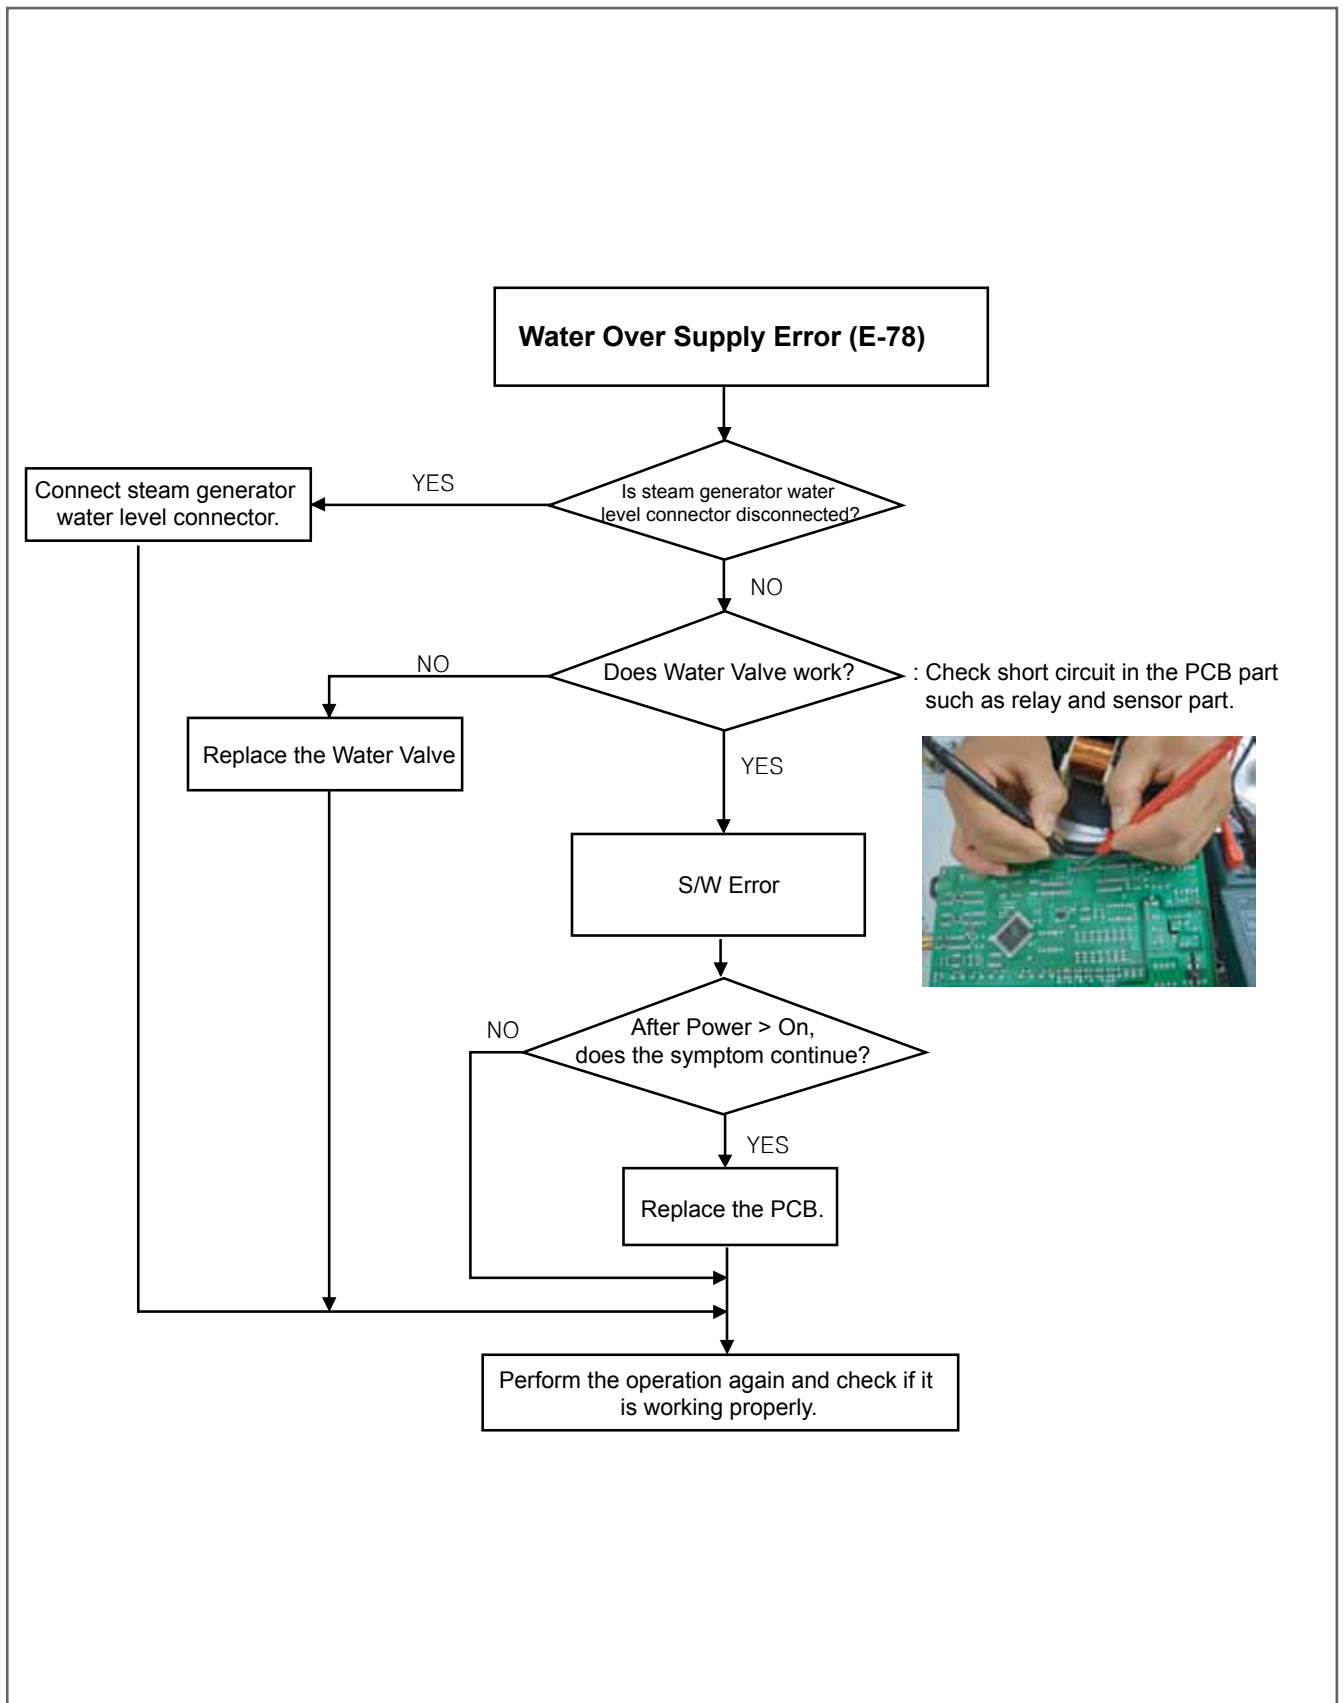 Water Over Supply Error (E-78)
YES
Is steam generator water
level connector disconnected?
Connect steam generator
water level connector.
NO
NO
Does Water Valve work?
: Check short circuit in the PCB part
such as relay and sensor part.
Replace the Water Valve
YES
S/W Error
NO
After Power > On,
does the symptom continue?
YES
Replace the PCB.
Perform the operation again and check if it
is working properly.